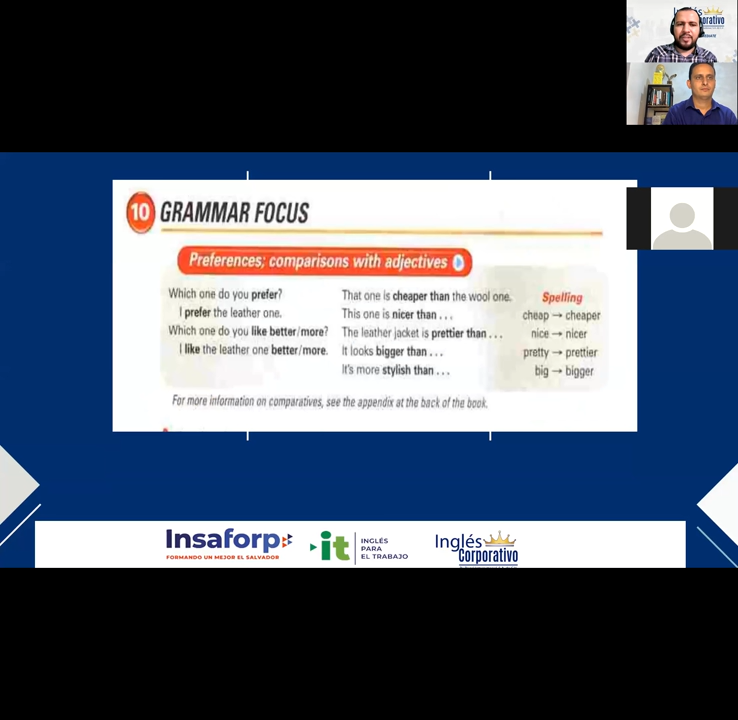 Inglés
Corporativo
10 GRAMMAR FOCUS
Preferences; comparisons with adjectives
Which one do you prefer?
I prefer the leather one.
Which one do you like better/more?
I like the leather one better/more.
That one is cheaper than the wool one.
This one is nicer than . . .
The leather jacket is prettier than . . .
It looks bigger than . . .
It's more stylish than . . .
Spelling
cheap → cheaper
nice → nicer
pretty → prettier
big → bigger
For more information on comparatives, see the appendix at the back of the book.
Insaforp
FORMANDO UN MEJOR EL SALVADOR
it
INGLÉS
PARA
EL TRABAJO
Inglés
Corporativo